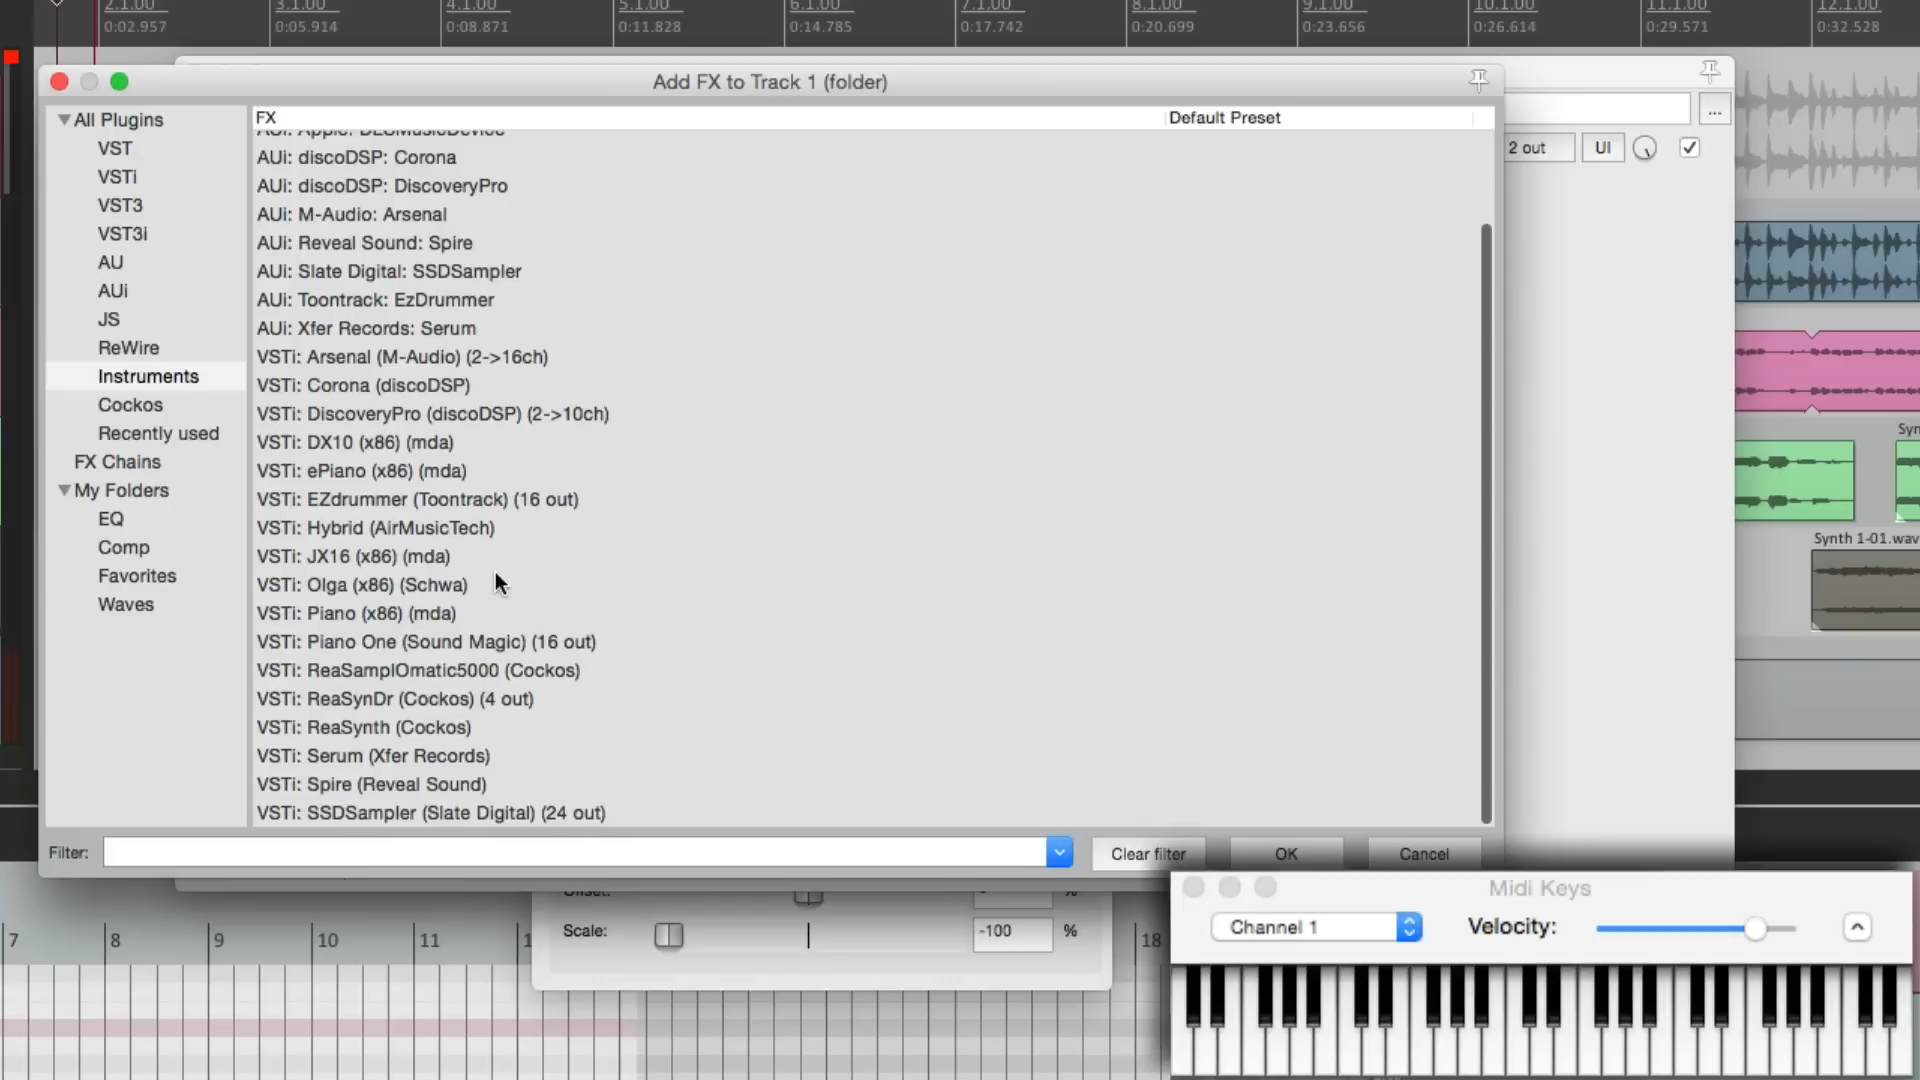 2.1.00 3.1.00 4.1.00 5.1.00 6.1.00 7.1.00 8.1.00 9.1.00 10.1.00 11.1.00 12.1.00
0:02.957 0:05.914 0:08.871 0:11.828 0:14.785 0:17.742 0:20.699 0:23.656 0:26.614 0:29.571 0:32.528
Add FX to Track 1 (folder)
All Plugins
VST
VSTi
VST3
VST3i
AU
AUi
JS
ReWire
Instruments
Cockos
Recently used
FX Chains
My Folders
EQ
Comp
Favorites
Waves
FX Default Preset
AUi: Apple: DLSMusicDevice
AUi: discoDSP: Corona
AUi: discoDSP: DiscoveryPro
AUi: M-Audio: Arsenal
AUi: Reveal Sound: Spire
AUi: Slate Digital: SSDSampler
AUi: Toontrack: EzDrummer
AUi: Xfer Records: Serum
VSTi: Arsenal (M-Audio) (2->16ch)
VSTi: Corona (discoDSP)
VSTi: DiscoveryPro (discoDSP) (2->10ch)
VSTi: DX10 (x86) (mda)
VSTi: ePiano (x86) (mda)
VSTi: EZdrummer (Toontrack) (16 out)
VSTi: Hybrid (AirMusicTech)
VSTi: JX16 (x86) (mda)
VSTi: Olga (x86) (Schwa)
VSTi: Piano (x86) (mda)
VSTi: Piano One (Sound Magic) (16 out)
VSTi: ReaSamplOmatic5000 (Cockos)
VSTi: ReaSynDr (Cockos) (4 out)
VSTi: ReaSynth (Cockos)
VSTi: Serum (Xfer Records)
VSTi: Spire (Reveal Sound)
VSTi: SSDSampler (Slate Digital) (24 out)
Filter: Clear filter OK Cancel
...
2 out UI
Syn
Synth 1-01.wav
Offset: %
Scale: -100 %
7 8 9 10 11 1 18
Midi Keys
Channel 1 Velocity: